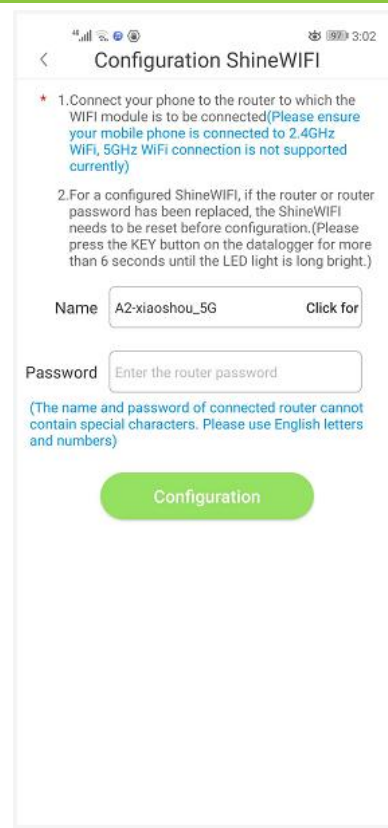 97 3:02
< Configuration ShineWIFI
* 1.Connect your phone to the router to which the
WIFI module is to be connected(Please ensure
your mobile phone is connected to 2.4GHz
WiFi, 5GHz WiFi connection is not supported
currently)
2.For a configured ShineWIFI, if the router or router
password has been replaced, the ShineWIFI
needs to be reset before configuration.(Please
press the KEY button on the datalogger for more
than 6 seconds until the LED light is long bright.)
Name A2-xiaoshou_5G Click for
Password Enter the router password
(The name and password of connected router cannot
contain special characters. Please use English letters
and numbers)
Configuration